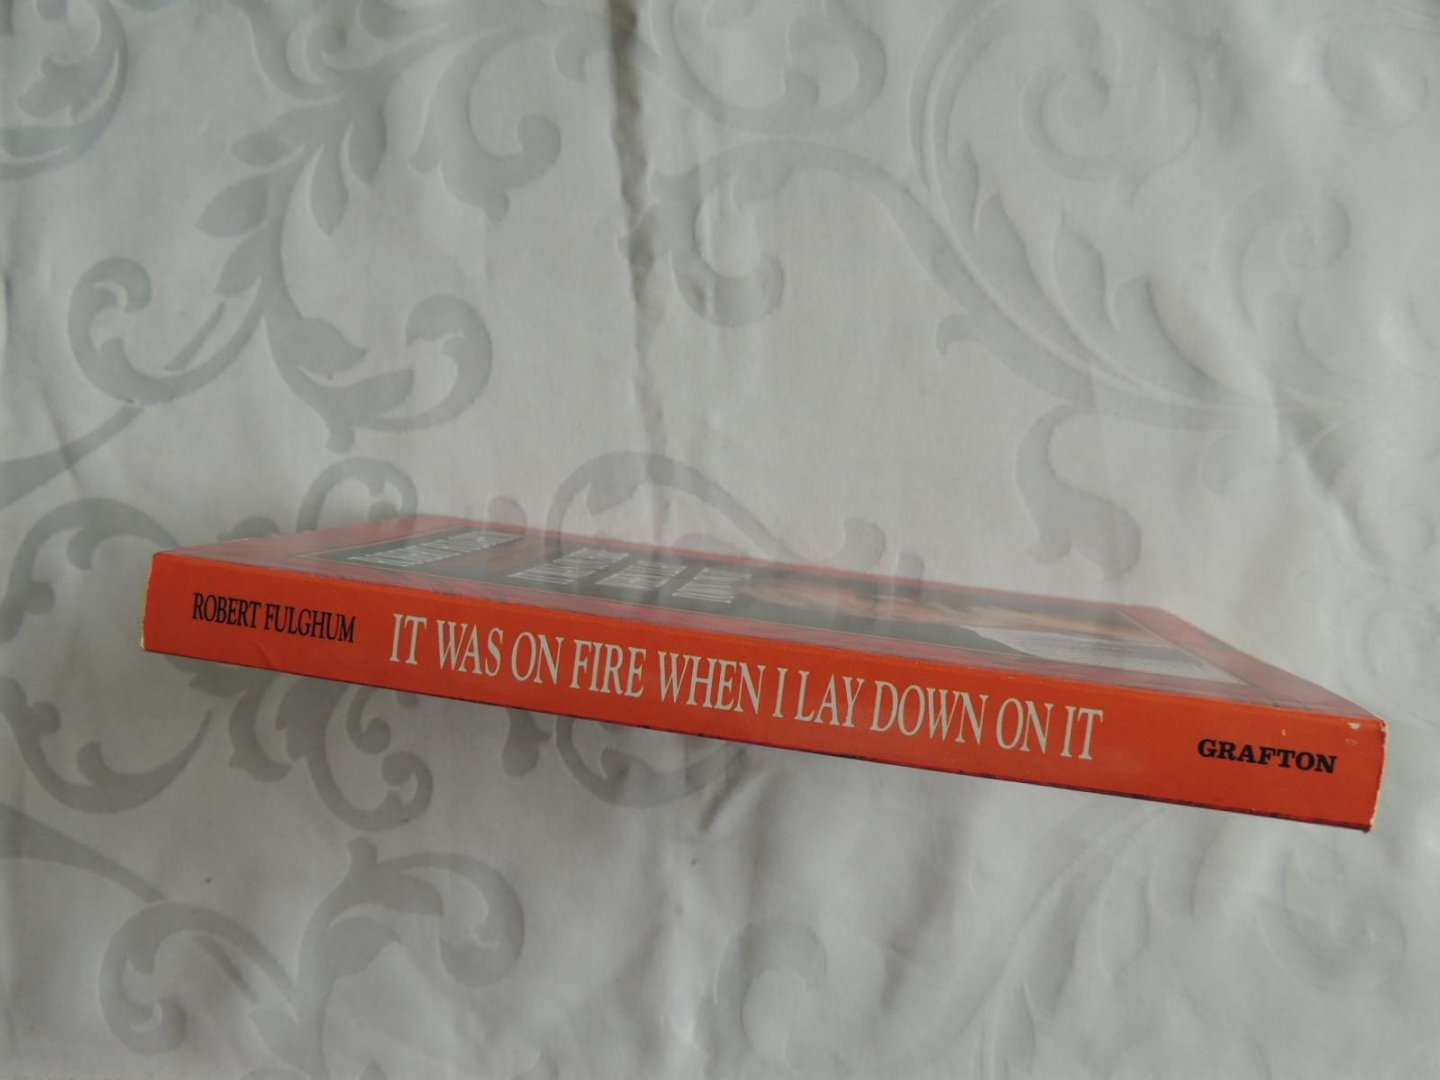 ROBERT FULGHUM IT WAS ON FIRE WHEN I LAY DOWN ON IT GRAFTON